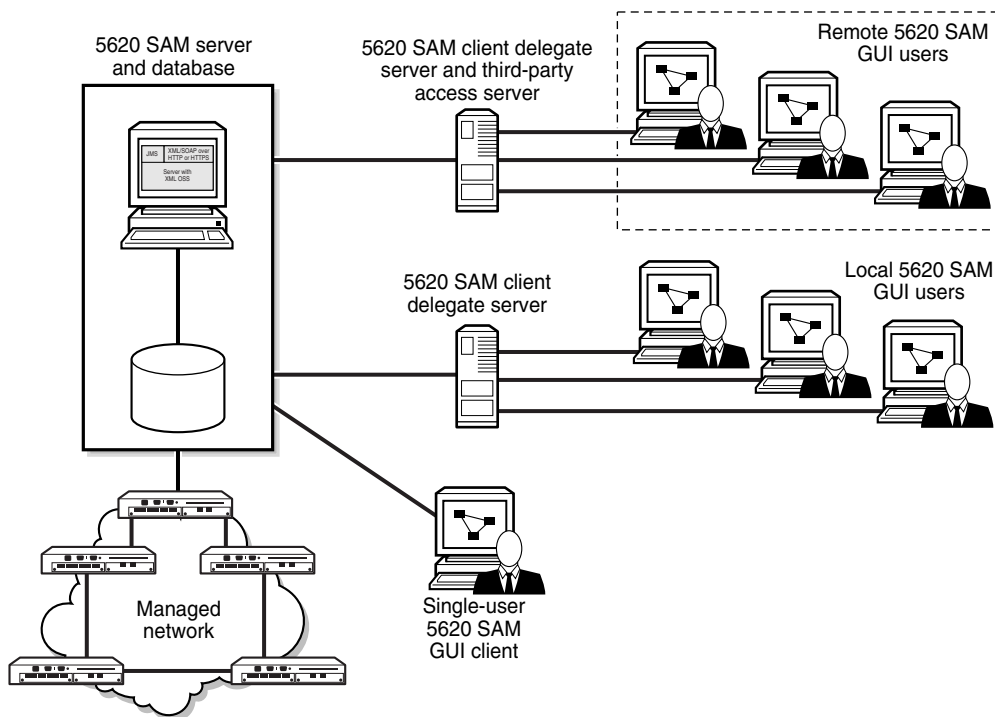 5620 SAM server
and database
5620 SAM client delegate
server and third-party
access server
Remote 5620 SAM
GUI users
JMS
XML/SOAP over
HTTP or HTTPS
Server with
XML OSS
5620 SAM client
delegate server
Local 5620 SAM
GUI users
Managed
network
Single-user
5620 SAM
GUI client